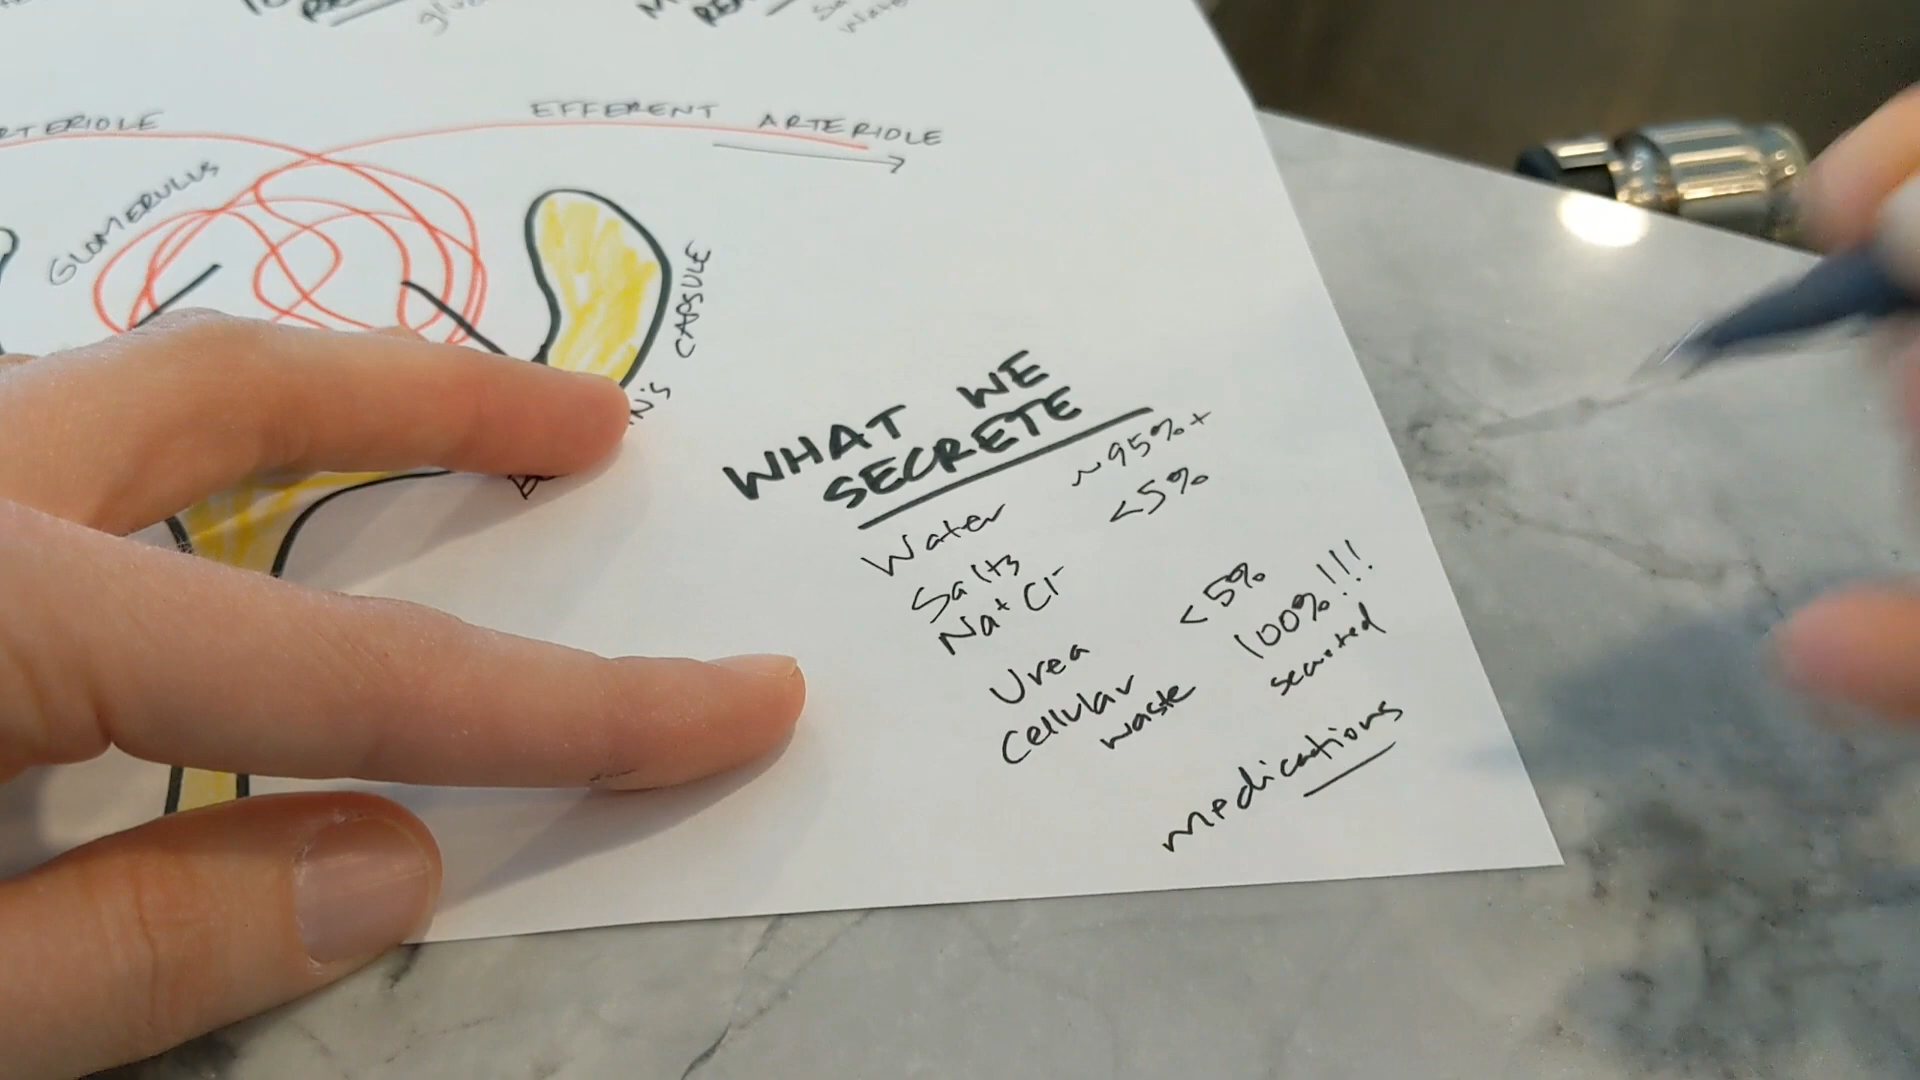 EFFERENT ARTERIOLE
GLOMERULUS
CAPSULE
WHAT WE
SECRETE
Water ~95%+
Salts <5%
Na+ Cl-
Urea <5%
Cellular 100%!!!
waste secreted
medications